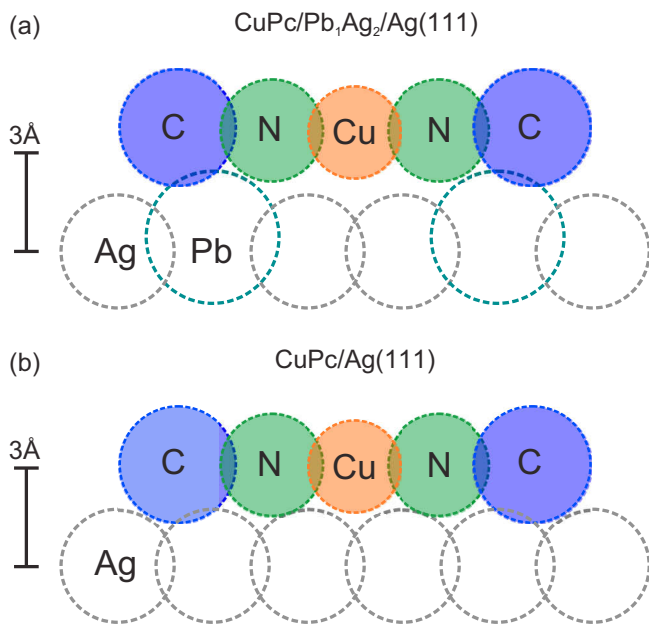 (a)
CuPc/Pb₁Ag₂/Ag(111)
C N Cu N C
3Å
Ag Pb
(b)
CuPc/Ag(111)
3Å
C N Cu N C
Ag